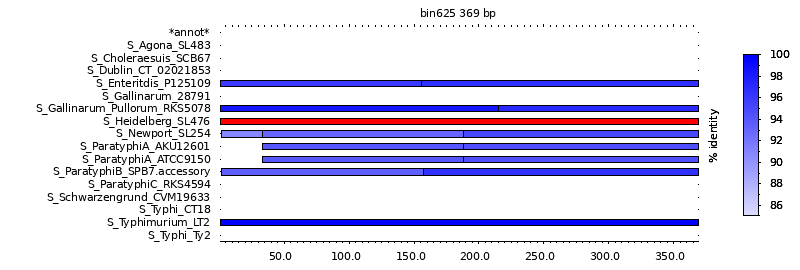 bin625 369 bp
*annot*
S_Agona_SL483
S_Choleraesuis_SCB67
S_Dublin_CT_02021853
S_Enteritdis_P125109
S_Gallinarum_28791
S_Gallinarum_Pullorum_RKS5078
S_Heidelberg_SL476
S_Newport_SL254
S_ParatyphiA_AKU12601
S_ParatyphiA_ATCC9150
S_ParatyphiB_SPB7.accessory
S_ParatyphiC_RKS4594
S_Schwarzengrund_CVM19633
S_Typhi_CT18
S_Typhimurium_LT2
S_Typhi_Ty2
50.0 100.0 150.0 200.0 250.0 300.0 350.0
% identity
100
98
96
94
92
90
88
86